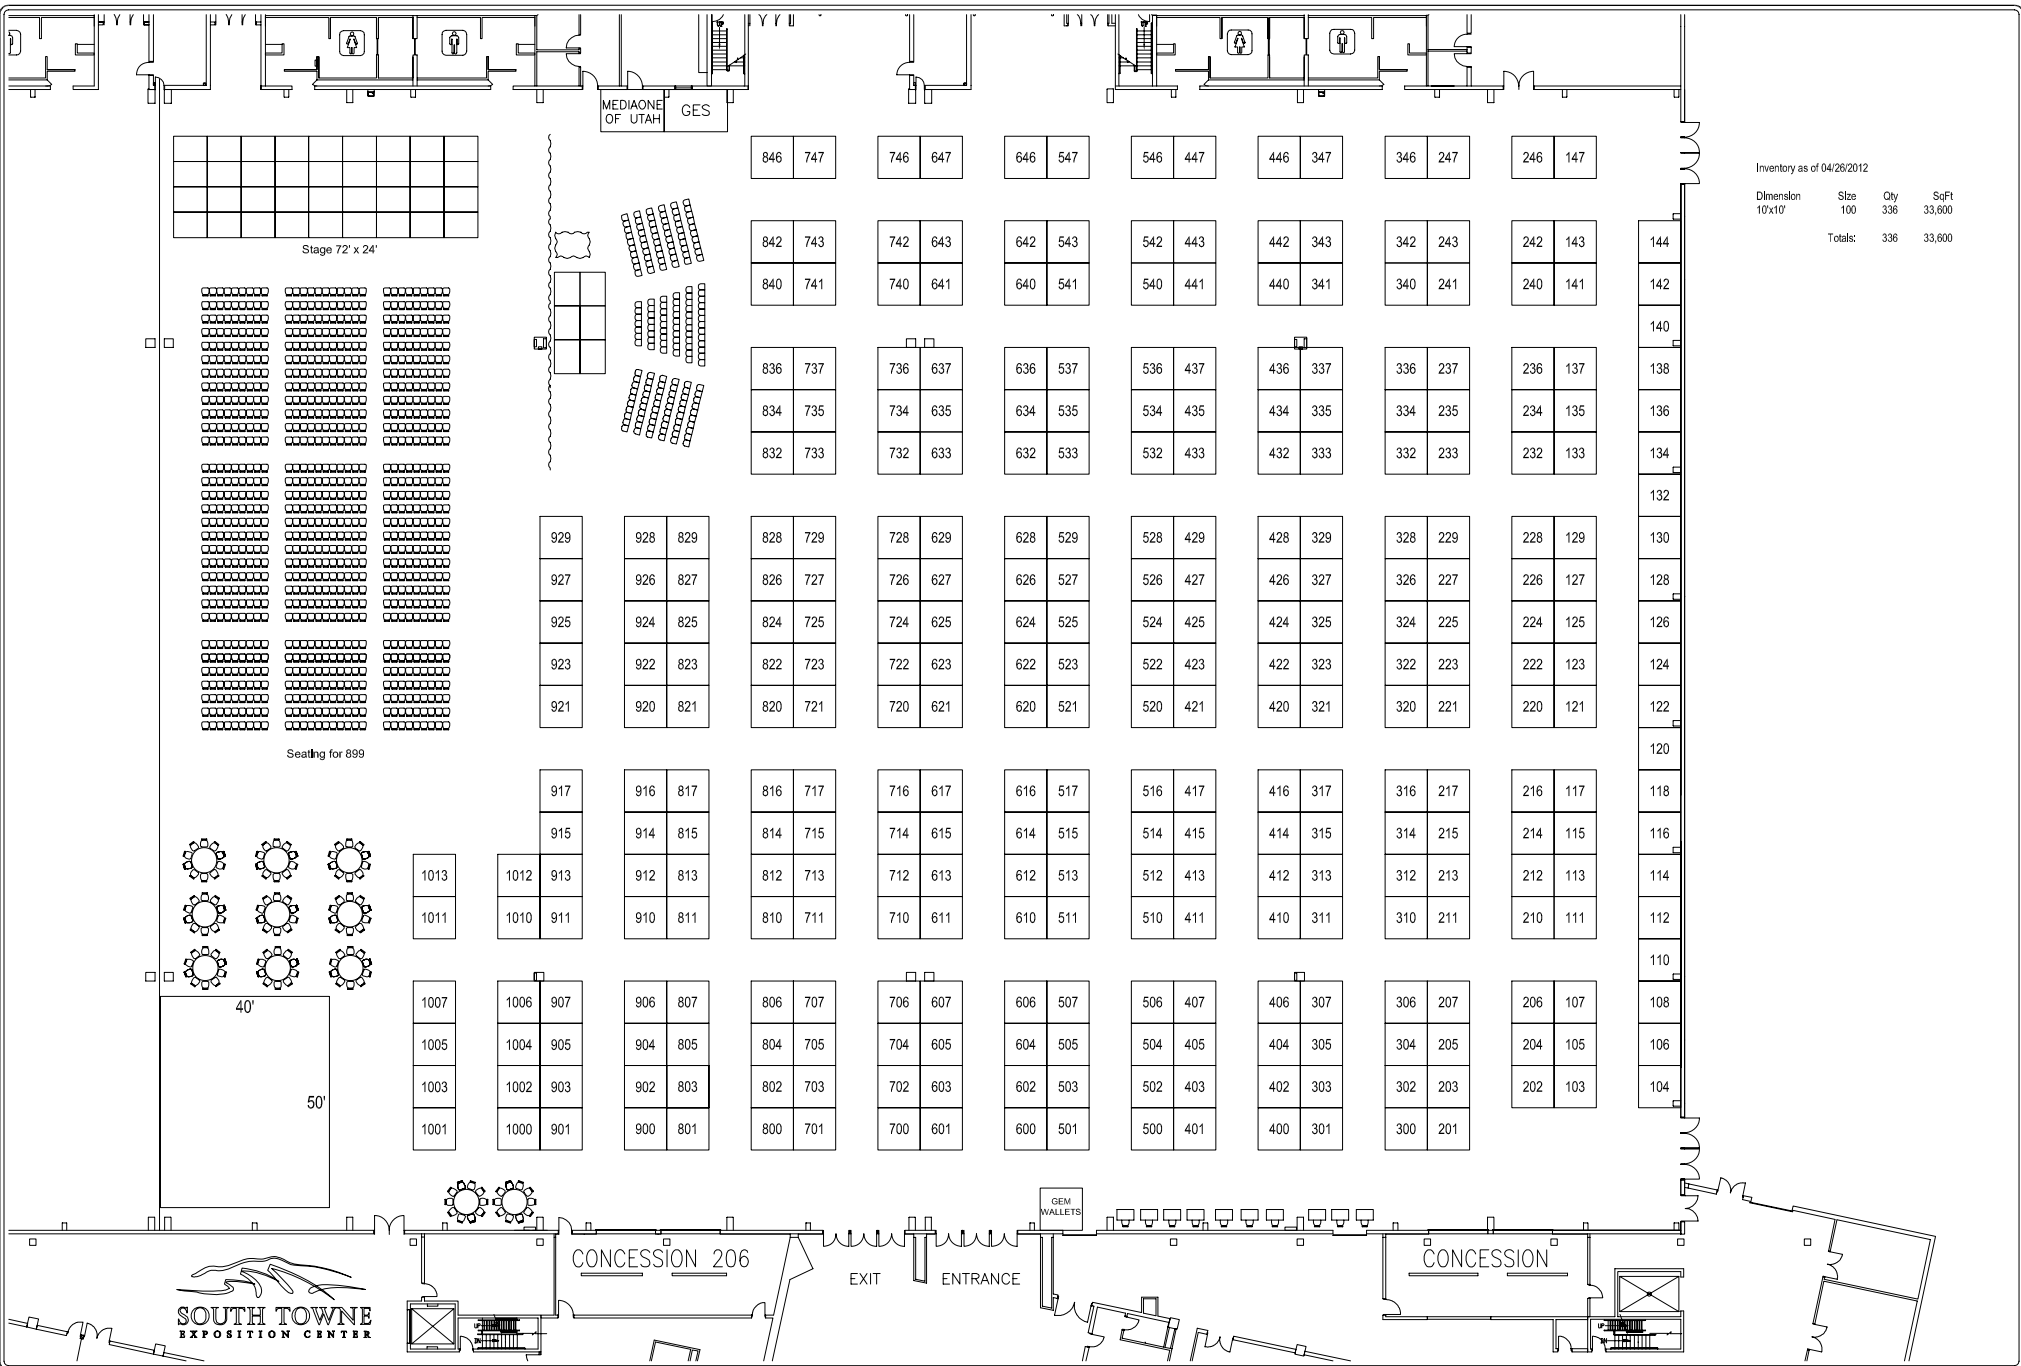 MEDIAONE
OF UTAH
GES
846 747 746 647 646 547 546 447 446 347 346 247 246 147
Inventory as of 04/26/2012
Dimension Size Qty SqFt
10'x10' 100 336 33,600
Totals: 336 33,600
842 743 742 643 642 543 542 443 442 343 342 243 242 143 144
Stage 72' x 24'
840 741 740 641 640 541 540 441 440 341 340 241 240 141 142
140
836 737 736 637 636 537 536 437 436 337 336 237 236 137 138
834 735 734 635 634 535 534 435 434 335 334 235 234 135 136
832 733 732 633 632 533 532 433 432 333 332 233 232 133 134
132
929 928 829 828 729 728 629 628 529 528 429 428 329 328 229 228 129 130
927 926 827 826 727 726 627 626 527 526 427 426 327 326 227 226 127 128
925 924 825 824 725 724 625 624 525 524 425 424 325 324 225 224 125 126
923 922 823 822 723 722 623 622 523 522 423 422 323 322 223 222 123 124
921 920 821 820 721 720 621 620 521 520 421 420 321 320 221 220 121 122
Seating for 899
120
917 916 817 816 717 716 617 616 517 516 417 416 317 316 217 216 117 118
915 914 815 814 715 714 615 614 515 514 415 414 315 314 215 214 115 116
1013 1012 913 912 813 812 713 712 613 612 513 512 413 412 313 312 213 212 113 114
1011 1010 911 910 811 810 711 710 611 610 511 510 411 410 311 310 211 210 111 112
110
40'
1007 1006 907 906 807 806 707 706 607 606 507 506 407 406 307 306 207 206 107 108
1005 1004 905 904 805 804 705 704 605 604 505 504 405 404 305 304 205 204 105 106
50'
1003 1002 903 902 803 802 703 702 603 602 503 502 403 402 303 302 203 202 103 104
1001 1000 901 900 801 800 701 700 601 600 501 500 401 400 301 300 201
GEM
WALLETS
CONCESSION 206
CONCESSION
EXIT
ENTRANCE
SOUTH TOWNE
EXPOSITION CENTER
UP
UP